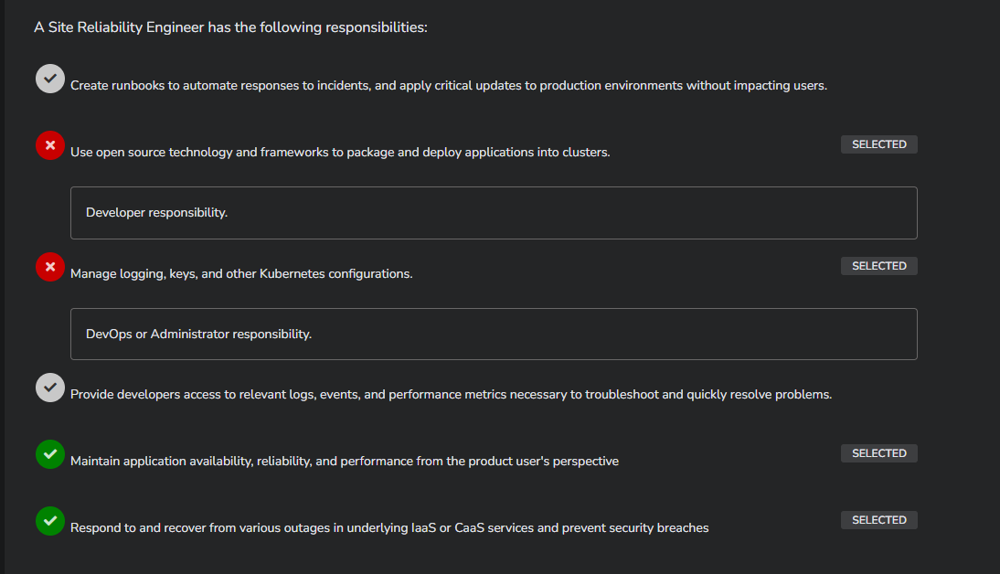 A Site Reliability Engineer has the following responsibilities:
Create runbooks to automate responses to incidents, and apply critical updates to production environments without impacting users.
Use open source technology and frameworks to package and deploy applications into clusters.
SELECTED
Developer responsibility.
Manage logging, keys, and other Kubernetes configurations.
SELECTED
DevOps or Administrator responsibility.
Provide developers access to relevant logs, events, and performance metrics necessary to troubleshoot and quickly resolve problems.
Maintain application availability, reliability, and performance from the product user's perspective
SELECTED
Respond to and recover from various outages in underlying IaaS or CaaS services and prevent security breaches
SELECTED